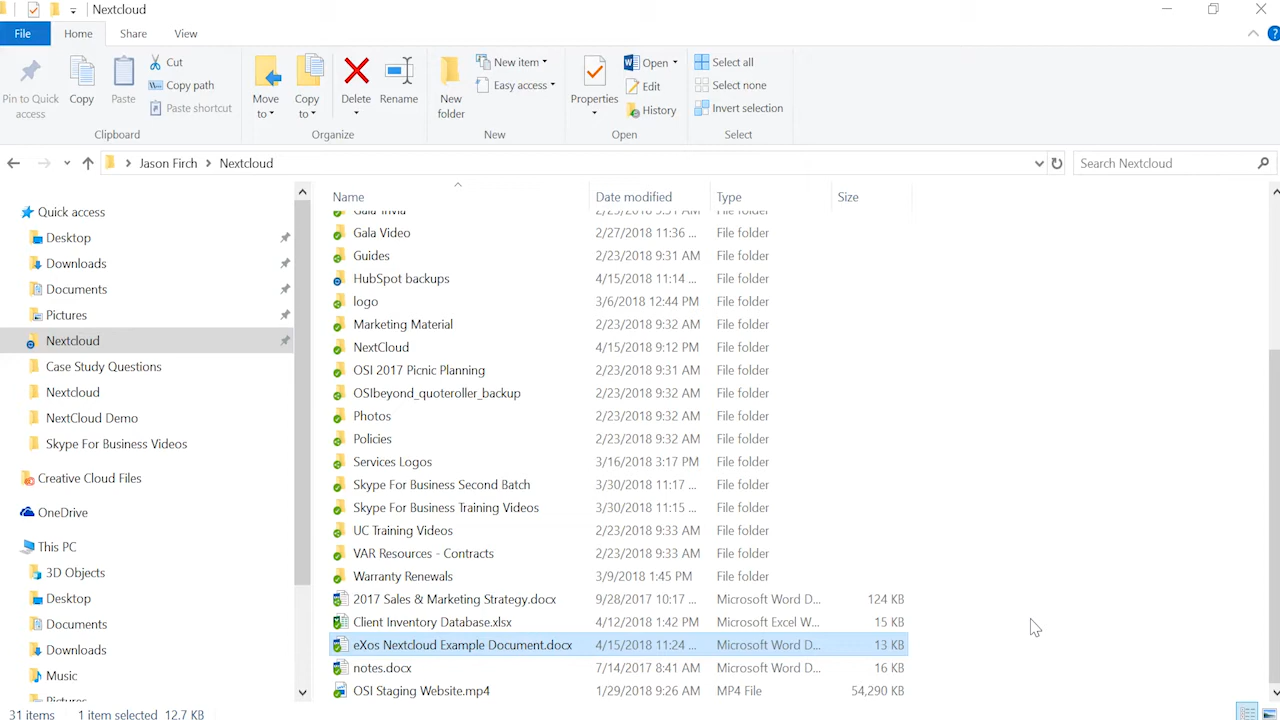 Nextcloud
File Home Share View
Pin to Quick access
Copy
Paste
Cut
Copy path
Paste shortcut
Clipboard
Move to
Copy to
Delete
Rename
Organize
New folder
New item
Easy access
New
Properties
Open
Edit
History
Open
Select all
Select none
Invert selection
Select
Jason Firch Nextcloud
Search Nextcloud
Quick access
Desktop
Downloads
Documents
Pictures
Nextcloud
Case Study Questions
Nextcloud
NextCloud Demo
Skype For Business Videos
Creative Cloud Files
OneDrive
This PC
3D Objects
Desktop
Documents
Downloads
Music
Pictures
Name Date modified Type Size
Gala Trivia 2/23/2018 9:31 AM File folder
Gala Video 2/27/2018 11:36 ... File folder
Guides 2/23/2018 9:31 AM File folder
HubSpot backups 4/15/2018 11:14 ... File folder
logo 3/6/2018 12:44 PM File folder
Marketing Material 2/23/2018 9:32 AM File folder
NextCloud 4/15/2018 9:12 PM File folder
OSI 2017 Picnic Planning 2/23/2018 9:31 AM File folder
OSIbeyond_quoteroller_backup 2/23/2018 9:32 AM File folder
Photos 2/23/2018 9:32 AM File folder
Policies 2/23/2018 9:32 AM File folder
Services Logos 3/16/2018 3:17 PM File folder
Skype For Business Second Batch 3/30/2018 11:17 ... File folder
Skype For Business Training Videos 3/30/2018 11:15 ... File folder
UC Training Videos 2/23/2018 9:33 AM File folder
VAR Resources - Contracts 2/23/2018 9:33 AM File folder
Warranty Renewals 3/9/2018 1:45 PM File folder
2017 Sales & Marketing Strategy.docx 9/28/2017 10:17 ... Microsoft Word D... 124 KB
Client Inventory Database.xlsx 4/12/2018 1:42 PM Microsoft Excel W... 15 KB
eXos Nextcloud Example Document.docx 4/15/2018 11:24 ... Microsoft Word D... 13 KB
notes.docx 7/14/2017 8:41 AM Microsoft Word D... 16 KB
OSI Staging Website.mp4 1/29/2018 9:26 AM MP4 File 54,290 KB
31 items 1 item selected 12.7 KB